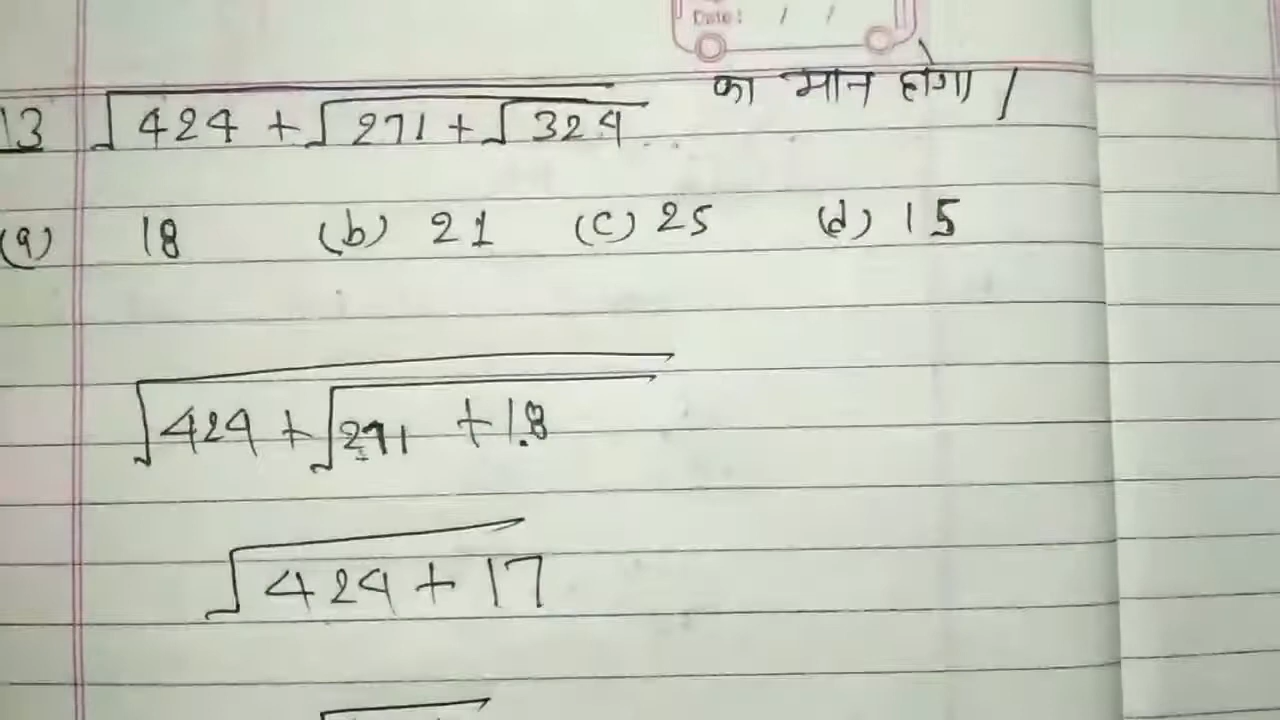 Date: / /
13 √424 + √271 + √324 का मान होगा |
(a) 18 (b) 21 (c) 25 (d) 15
√424 + √271 + 18
√424 + 17